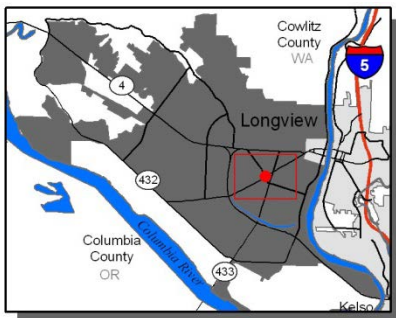 Cowlitz
County
WA
5
4
Longview
432
Columbia
County
OR
Columbia River
433
Kelso